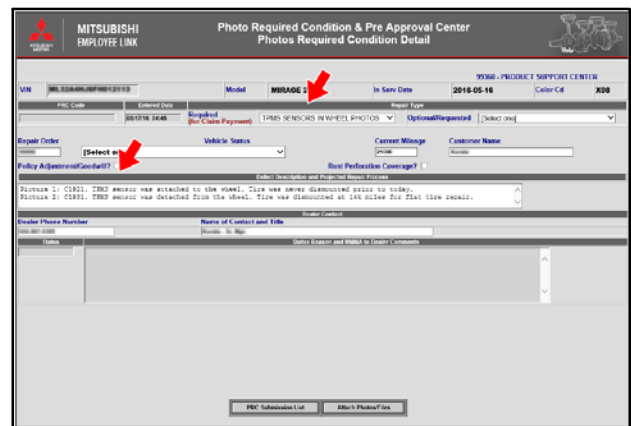 MITSUBISHI
EMPLOYEE LINK
Photo Required Condition & Pre Approval Center
Photos Required Condition Detail
99360 - PRODUCT SUPPORT CENTER
VIN Model MIRAGE In Serv Date 2016-05-16 Color Cd X08
PRC Code Entered Date Repair Type
Required (for Claim Payment) TPMS SENSORS IN WHEEL PHOTOS Optional/Requested [Select one]
Repair Order Vehicle Status Current Mileage Customer Name
[Select
Policy Adjustment/Goodwill? Rust Perforation Coverage?
Defect Description and Projected Repair Process
Picture 1: C1921. TPMS sensor was attached to the wheel. Tire was never dismounted prior to today.
Picture 2: C1931. TPMS sensor was detached from the wheel. Tire was dismounted at 14k miles for flat tire repair.
Dealer Contact
Dealer Phone Number Name of Contact and Title
Status Status Reason and MMNA to Dealer Comments
PRC Submission List Attach Photos/Files